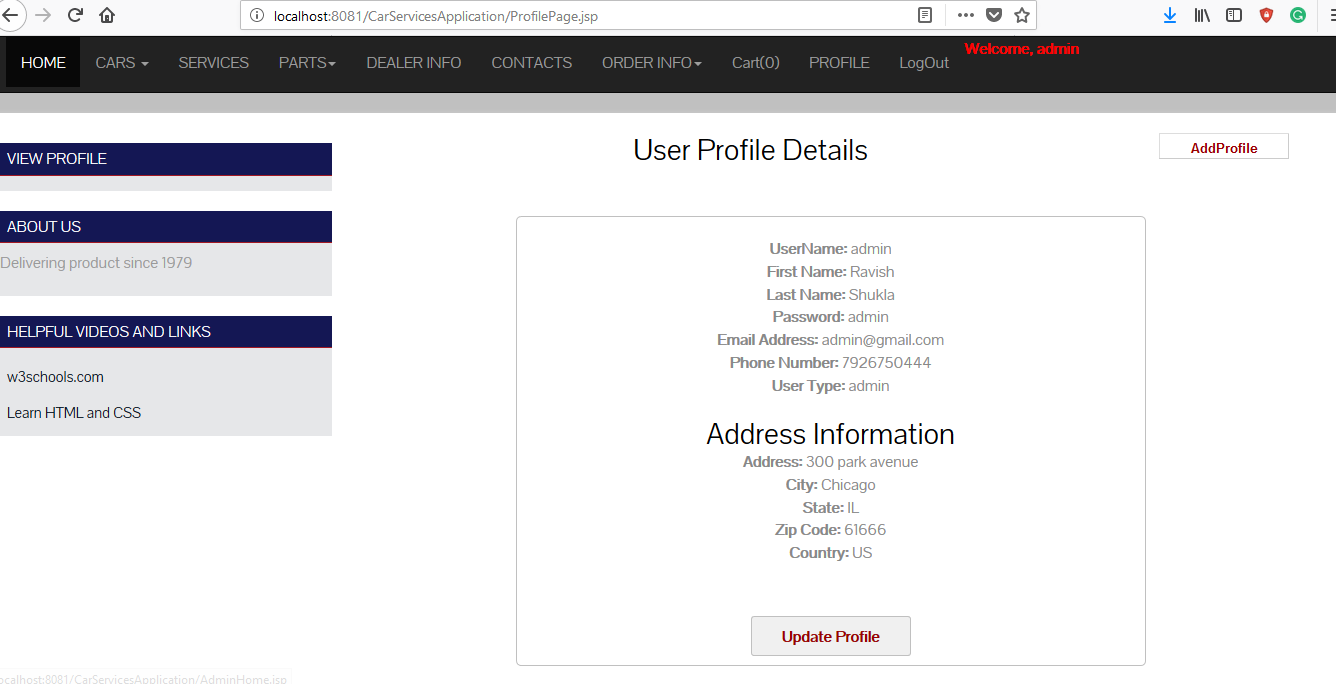 localhost:8081/CarServicesApplication/ProfilePage.jsp
HOME CARS SERVICES PARTS DEALER INFO CONTACTS ORDER INFO Cart(0) PROFILE LogOut Welcome, admin
VIEW PROFILE
ABOUT US
Delivering product since 1979
HELPFUL VIDEOS AND LINKS
w3schools.com
Learn HTML and CSS
User Profile Details
AddProfile
UserName: admin
First Name: Ravish
Last Name: Shukla
Password: admin
Email Address: admin@gmail.com
Phone Number: 7926750444
User Type: admin
Address Information
Address: 300 park avenue
City: Chicago
State: IL
Zip Code: 61666
Country: US
Update Profile
ocalhost:8081/CarServicesApplication/AdminHome.jsp